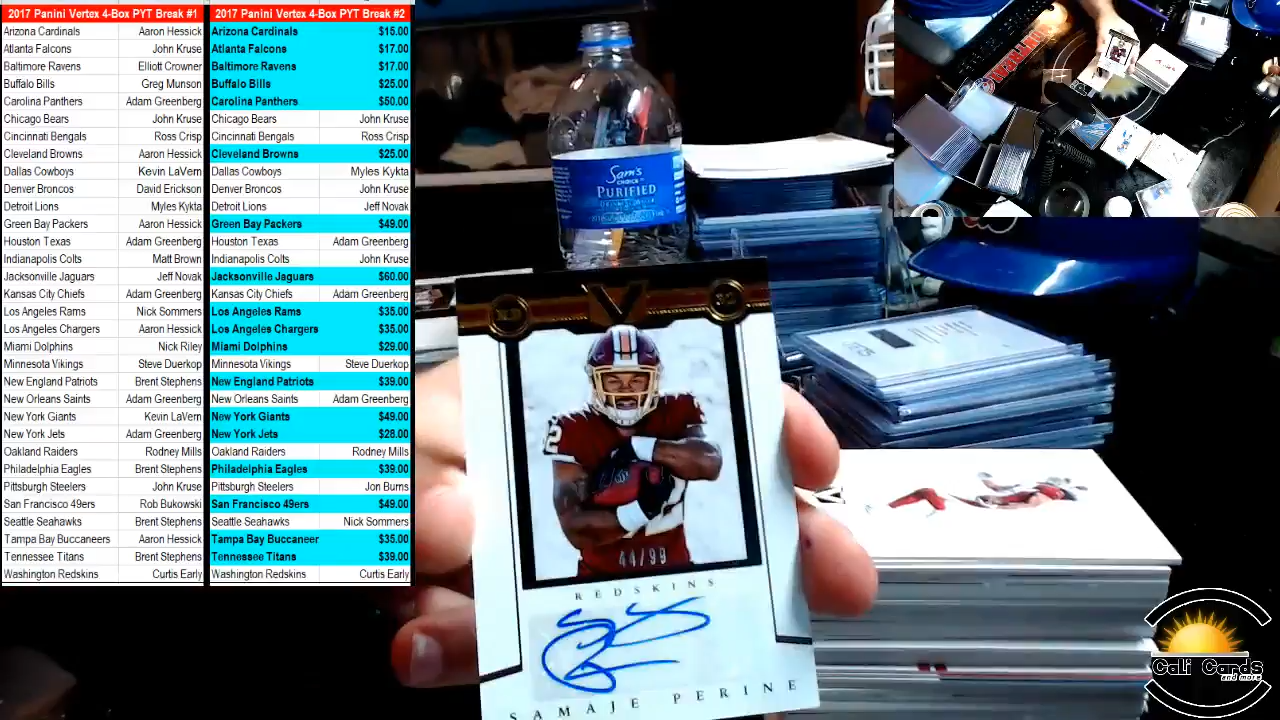 2017 Panini Vertex 4-Box PYT Break #1
Arizona Cardinals Aaron Hessick
Atlanta Falcons John Kruse
Baltimore Ravens Elliott Crowner
Buffalo Bills Greg Munson
Carolina Panthers Adam Greenberg
Chicago Bears John Kruse
Cincinnati Bengals Ross Crisp
Cleveland Browns Aaron Hessick
Dallas Cowboys Kevin LaVern
Denver Broncos David Erickson
Detroit Lions Myles Kykta
Green Bay Packers Aaron Hessick
Houston Texas Adam Greenberg
Indianapolis Colts Matt Brown
Jacksonville Jaguars Jeff Novak
Kansas City Chiefs Adam Greenberg
Los Angeles Rams Nick Sommers
Los Angeles Chargers Aaron Hessick
Miami Dolphins Nick Riley
Minnesota Vikings Steve Duerkop
New England Patriots Brent Stephens
New Orleans Saints Adam Greenberg
New York Giants Kevin LaVern
New York Jets Adam Greenberg
Oakland Raiders Rodney Mills
Philadelphia Eagles Brent Stephens
Pittsburgh Steelers John Kruse
San Francisco 49ers Rob Bukowski
Seattle Seahawks Brent Stephens
Tampa Bay Buccaneers Aaron Hessick
Tennessee Titans Brent Stephens
Washington Redskins Curtis Early
2017 Panini Vertex 4-Box PYT Break #2
Arizona Cardinals $15.00
Atlanta Falcons $17.00
Baltimore Ravens $17.00
Buffalo Bills $25.00
Carolina Panthers $50.00
Chicago Bears John Kruse
Cincinnati Bengals Ross Crisp
Cleveland Browns $25.00
Dallas Cowboys Myles Kykta
Denver Broncos John Kruse
Detroit Lions Jeff Novak
Green Bay Packers $49.00
Houston Texas Adam Greenberg
Indianapolis Colts John Kruse
Jacksonville Jaguars $60.00
Kansas City Chiefs Adam Greenberg
Los Angeles Rams $35.00
Los Angeles Chargers $35.00
Miami Dolphins $29.00
Minnesota Vikings Steve Duerkop
New England Patriots $39.00
New Orleans Saints Adam Greenberg
New York Giants $49.00
New York Jets $28.00
Oakland Raiders Rodney Mills
Philadelphia Eagles $39.00
Pittsburgh Steelers Jon Burns
San Francisco 49ers $49.00
Seattle Seahawks Nick Sommers
Tampa Bay Buccaneer $35.00
Tennessee Titans $39.00
Washington Redskins Curtis Early
Sam's
CHOICE
PURIFIED
44/99
REDSKINS
SAMAJE PERINE
Cali Cards
and more